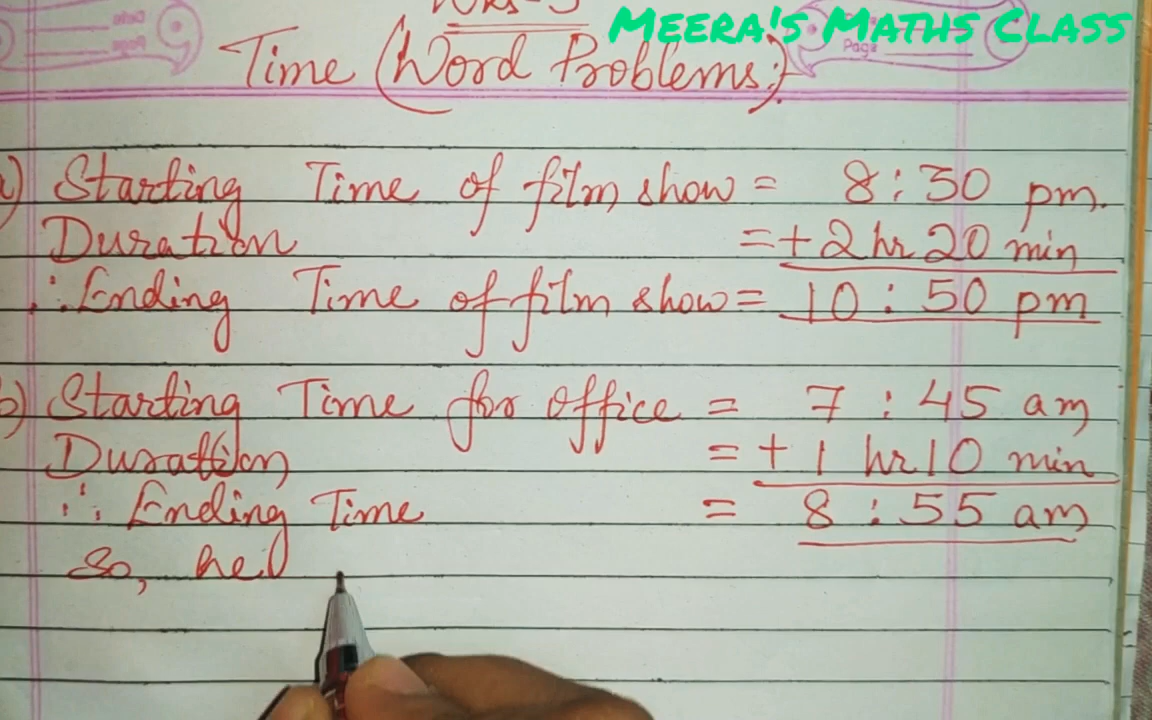 MEERA'S MATHS CLASS
Time (Word Problems:)
a) Starting Time of film show = 8:30 pm.
Duration = +2 hr 20 min
∴ Ending Time of film show = 10:50 pm
b) Starting Time for office = 7:45 am
Duration = +1 hr 10 min
∴ Ending Time = 8:55 am
So, he